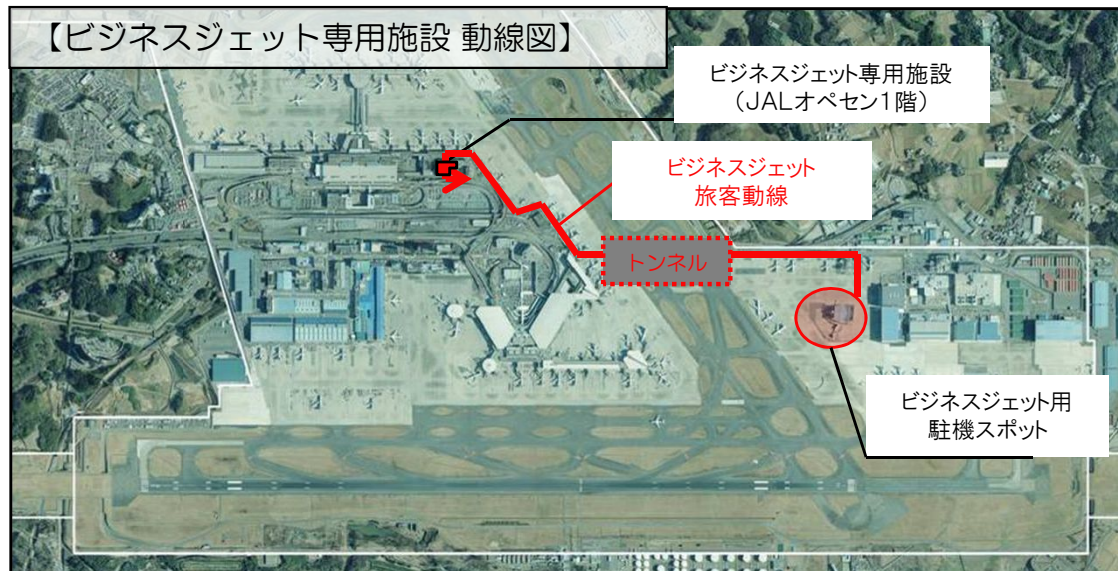 【ビジネスジェット専用施設 動線図】
ビジネスジェット専用施設
（JALオペセン1階）
ビジネスジェット
旅客動線
トンネル
ビジネスジェット用
駐機スポット